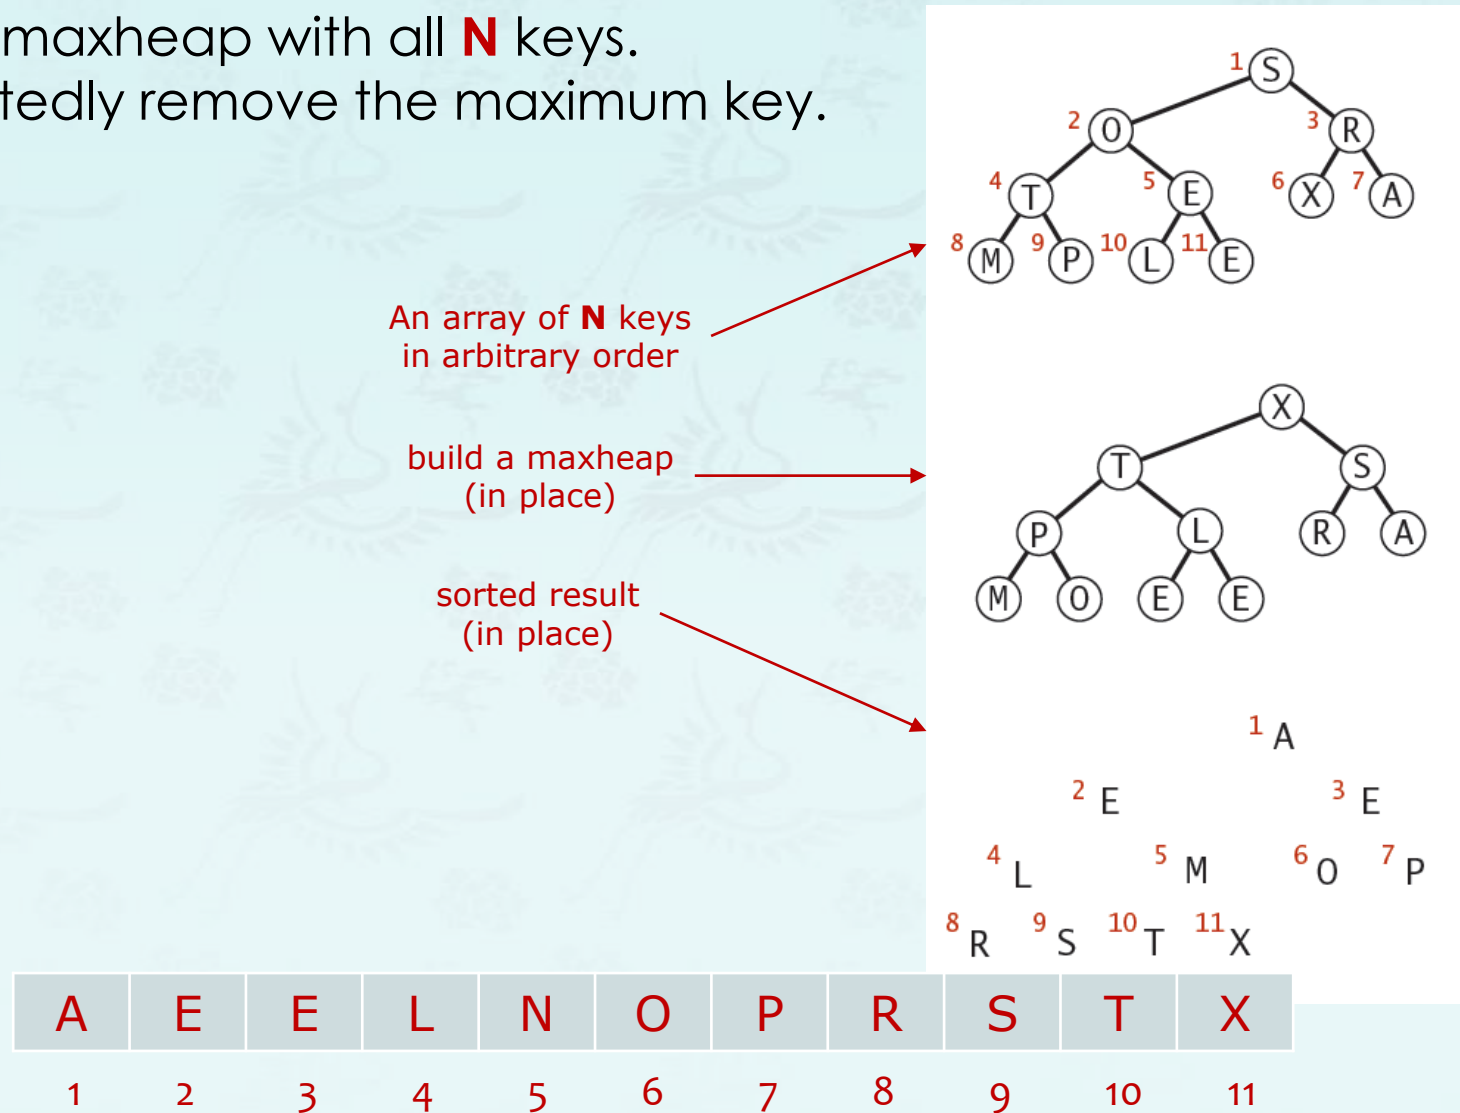 maxheap with all N keys.
tedly remove the maximum key.
1 S
2 O 3 R
4 T 5 E 6 X 7 A
8 M 9 P 10 L 11 E
An array of N keys
in arbitrary order
X
T S
P L R A
M O E E
build a maxheap
(in place)
sorted result
(in place)
1 A
2 E 3 E
4 L 5 M 6 O 7 P
8 R 9 S 10 T 11 X
A E E L N O P R S T X
1 2 3 4 5 6 7 8 9 10 11